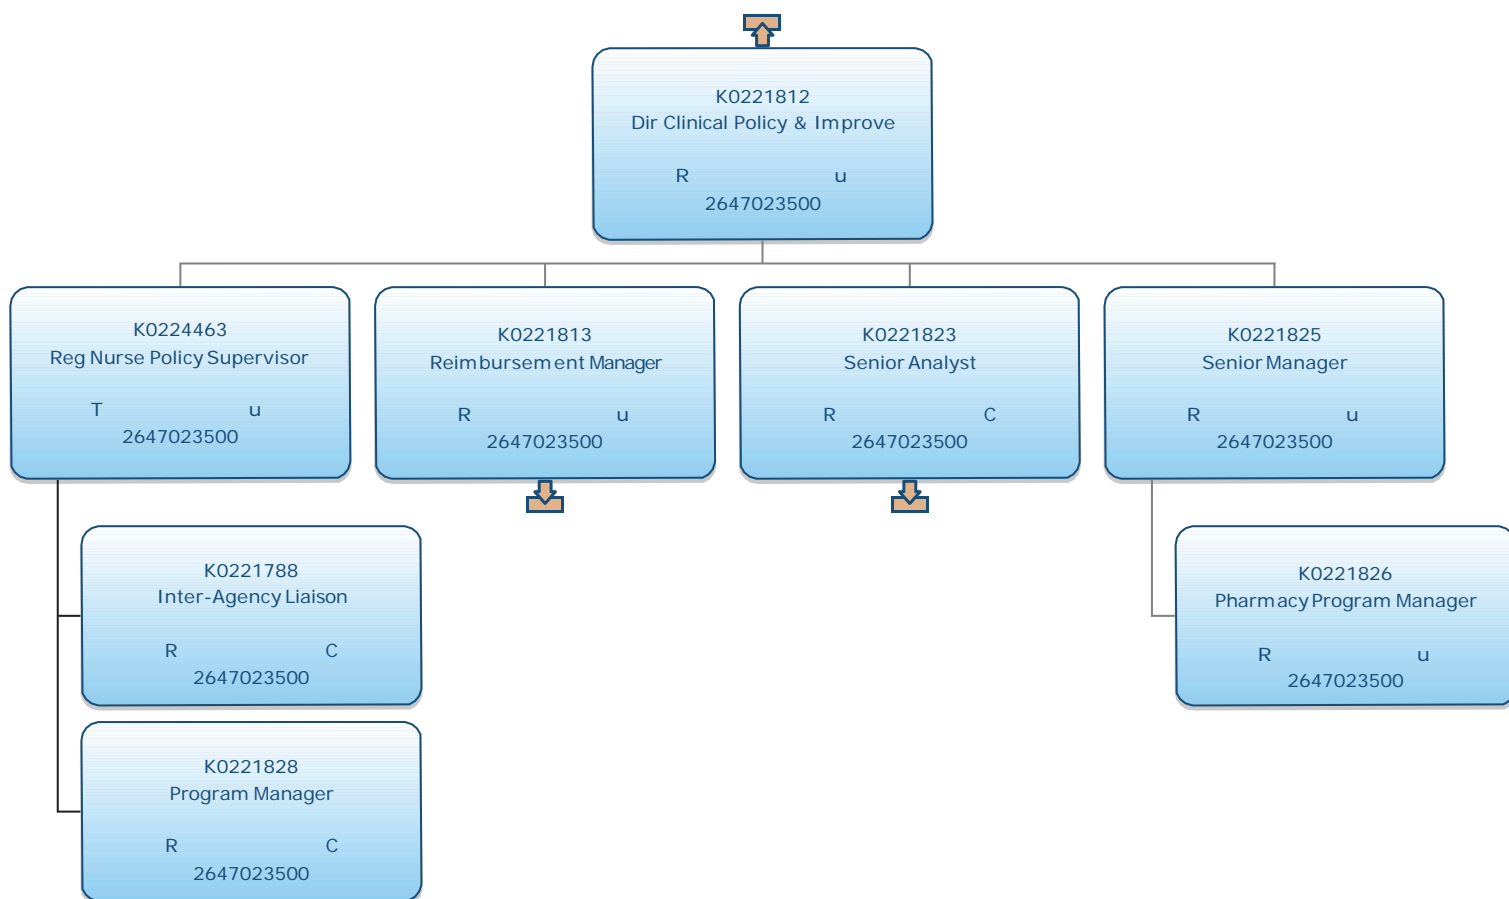 K0221812
Dir Clinical Policy & Improve
R u
2647023500
K0224463
Reg Nurse Policy Supervisor
T u
2647023500
K0221813
Reimbursement Manager
R u
2647023500
K0221823
Senior Analyst
R C
2647023500
K0221825
Senior Manager
R u
2647023500
K0221788
Inter-Agency Liaison
R C
2647023500
K0221826
Pharmacy Program Manager
R u
2647023500
K0221828
Program Manager
R C
2647023500